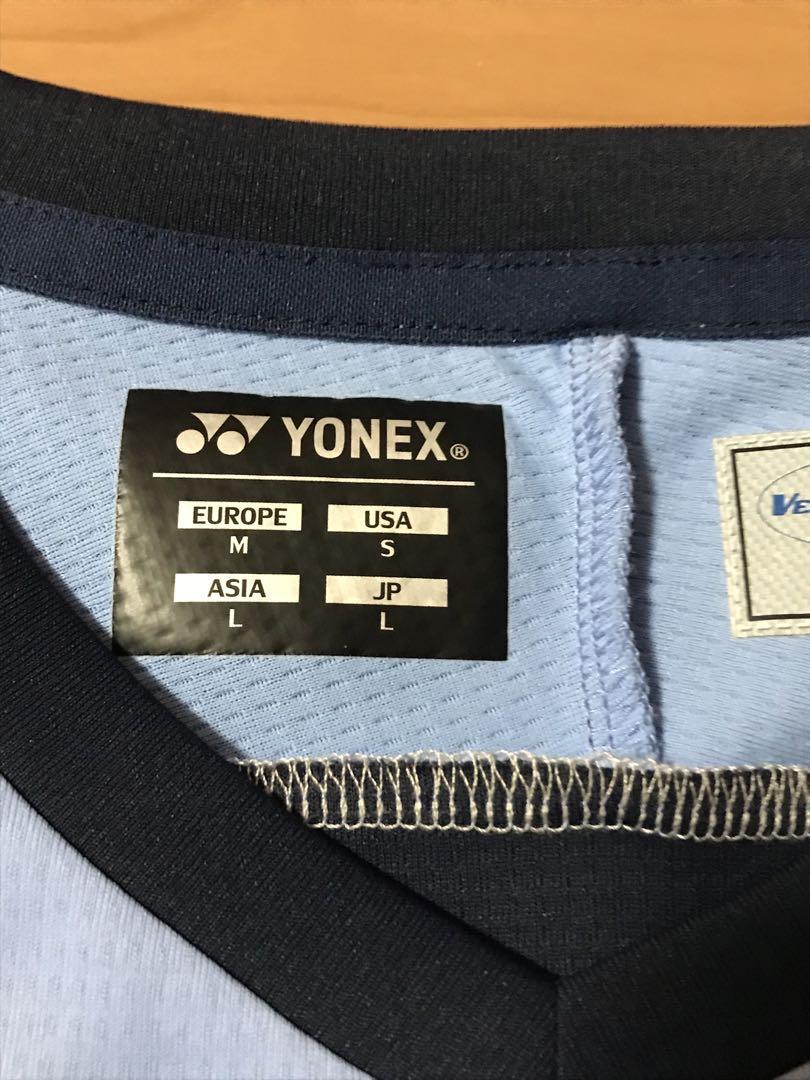 YONEX®
EUROPE USA
M S
ASIA JP
L L